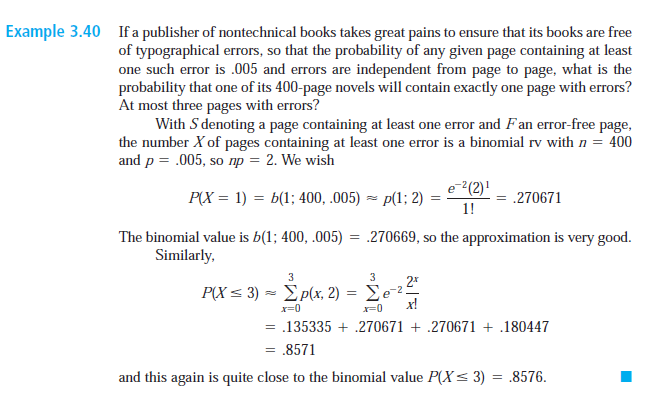 Example 3.40 If a publisher of nontechnical books takes great pains to ensure that its books are free
of typographical errors, so that the probability of any given page containing at least
one such error is .005 and errors are independent from page to page, what is the
probability that one of its 400-page novels will contain exactly one page with errors?
At most three pages with errors?
With S denoting a page containing at least one error and F an error-free page,
the number X of pages containing at least one error is a binomial rv with n = 400
and p = .005, so np = 2. We wish
P(X = 1) = b(1; 400, .005) ≈ p(1; 2) = e⁻²(2)¹/1! = .270671
The binomial value is b(1; 400, .005) = .270669, so the approximation is very good.
Similarly,
P(X ≤ 3) ≈ ∑_{x=0}^{3} p(x, 2) = ∑_{x=0}^{3} e⁻² 2ˣ/x!
= .135335 + .270671 + .270671 + .180447
= .8571
and this again is quite close to the binomial value P(X ≤ 3) = .8576.